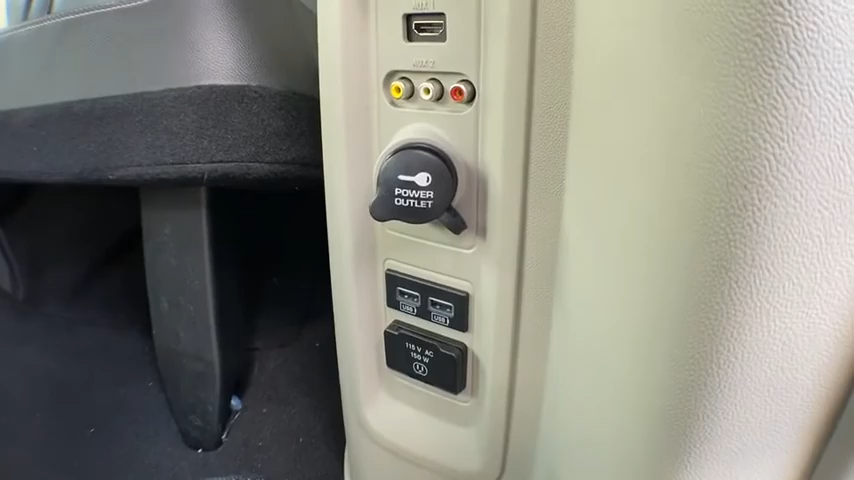 AUX 1
AUX 2
POWER
OUTLET
USB
USB
115 V AC
150 W